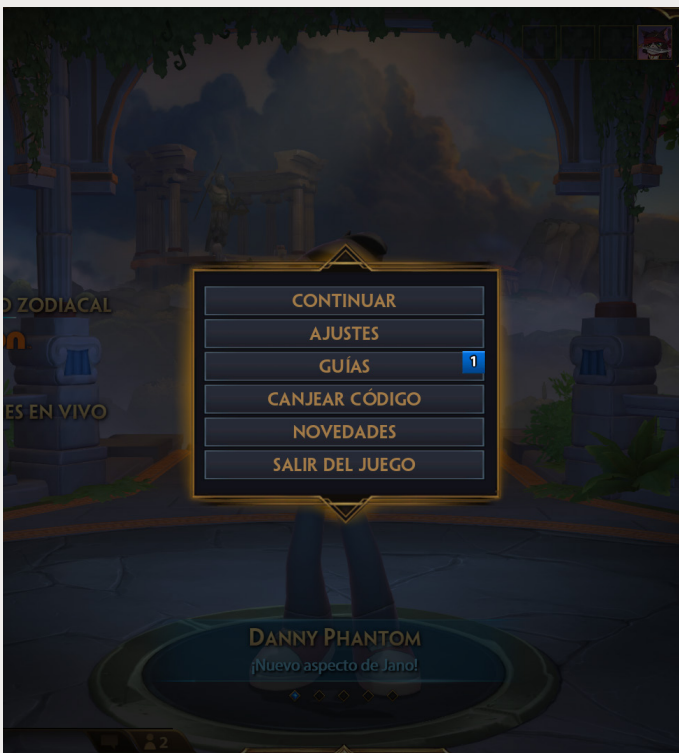 CONTINUAR
O ZODIACAL
AJUSTES
GUÍAS
1
CANJEAR CÓDIGO
ES EN VIVO
NOVEDADES
SALIR DEL JUEGO
DANNY PHANTOM
¡Nuevo aspecto de Jano!
2